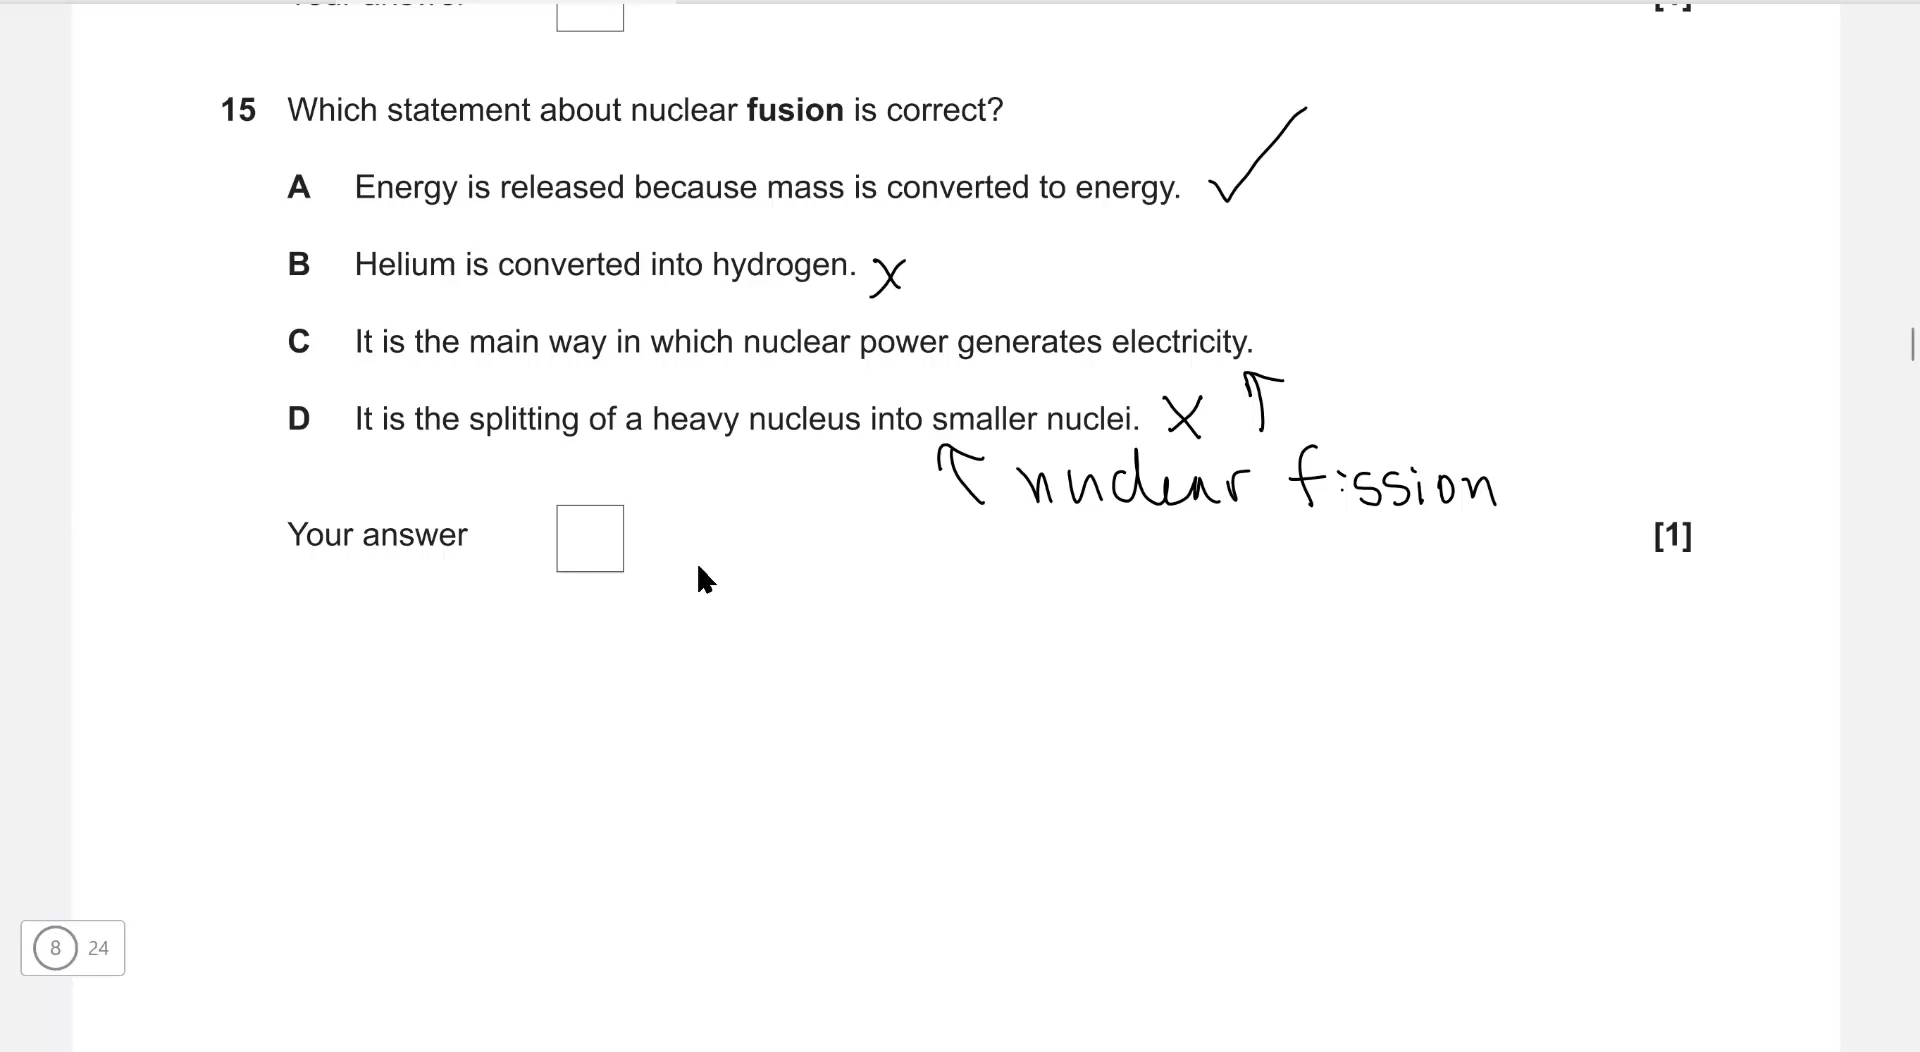 15 Which statement about nuclear fusion is correct?
A Energy is released because mass is converted to energy. ✓
B Helium is converted into hydrogen. X
C It is the main way in which nuclear power generates electricity.
D It is the splitting of a heavy nucleus into smaller nuclei. X ↑
↑ nuclear fission
Your answer [1]
8 24